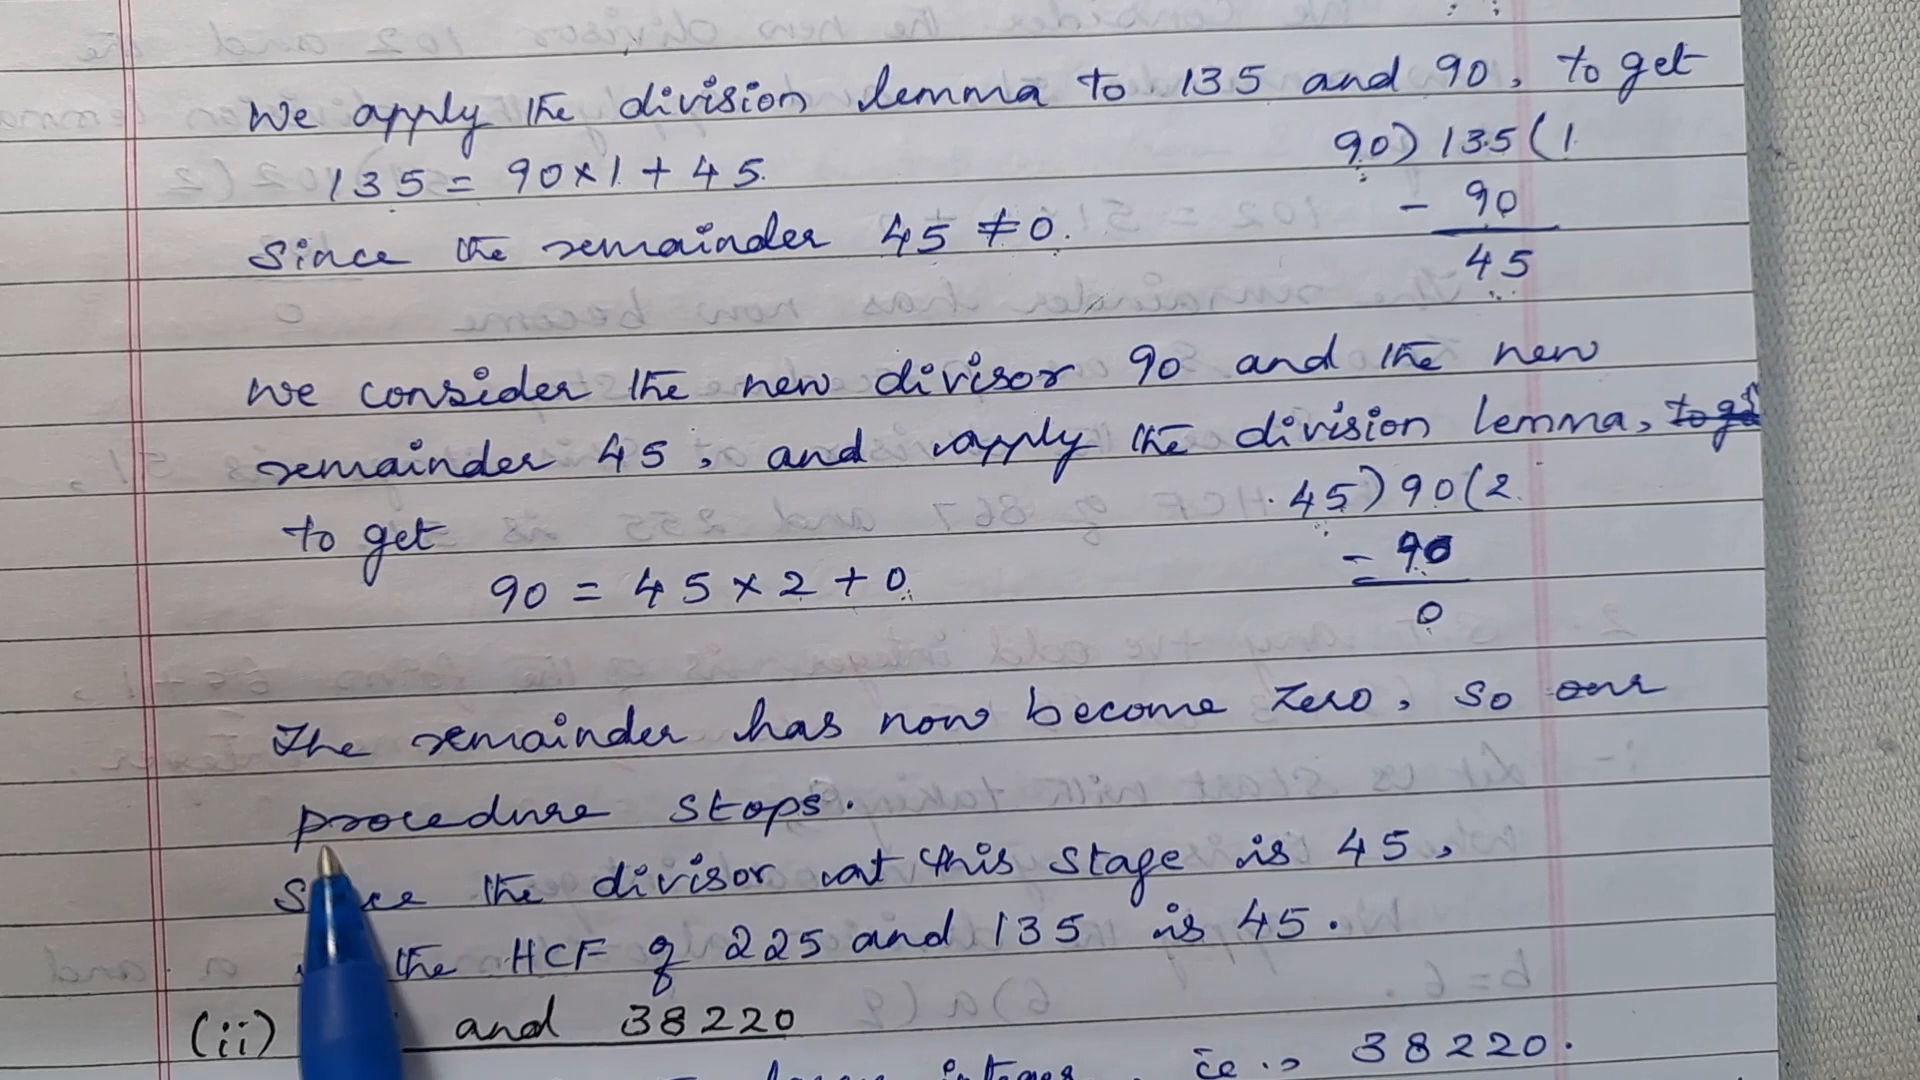 We apply the division lemma to 135 and 90, to get
135 = 90 × 1 + 45.
90) 135 (1
- 90
45
Since the remainder 45 ≠ 0.
We consider the new divisor 90 and the new
remainder 45, and apply the division lemma,
to get
45) 90 (2
- 90
0
90 = 45 × 2 + 0.
The remainder has now become zero, so our
procedure stops.
the divisor at this stage is 45,
the HCF of 225 and 135 is 45.
(ii) and 38220
integer, ie., 38220.